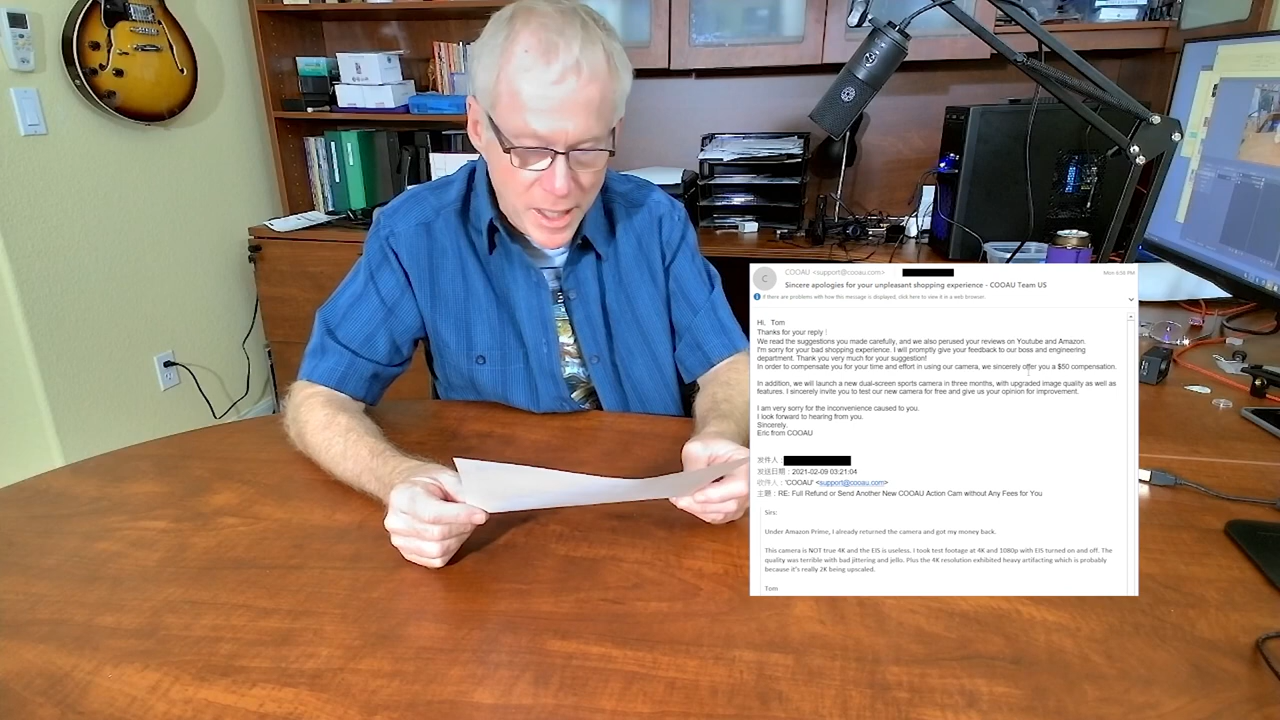 C
COOAU <support@cooau.com>
Mon 6:58 PM
Sincere apologies for your unpleasant shopping experience - COOAU Team US
If there are problems with how this message is displayed, click here to view it in a web browser.
Hi, Tom
Thanks for your reply !
We read the suggestions you made carefully, and we also perused your reviews on Youtube and Amazon.
I'm sorry for your bad shopping experience. I will promptly give your feedback to our boss and engineering
department. Thank you very much for your suggestion!
In order to compensate you for your time and effort in using our camera, we sincerely offer you a $50 compensation.
In addition, we will launch a new dual-screen sports camera in three months, with upgraded image quality as well as
features. I sincerely invite you to test our new camera for free and give us your opinion for improvement.
I am very sorry for the inconvenience caused to you.
I look forward to hearing from you.
Sincerely.
Eric from COOAU
发件人：
发送日期：2021-02-09 03:21:04
收件人：'COOAU' <support@cooau.com>
主题：RE: Full Refund or Send Another New COOAU Action Cam without Any Fees for You
Sirs:
Under Amazon Prime, I already returned the camera and got my money back.
This camera is NOT true 4K and the EIS is useless. I took test footage at 4K and 1080p with EIS turned on and off. The
quality was terrible with bad jittering and jello. Plus the 4K resolution exhibited heavy artifacting which is probably
because it's really 2K being upscaled.
Tom